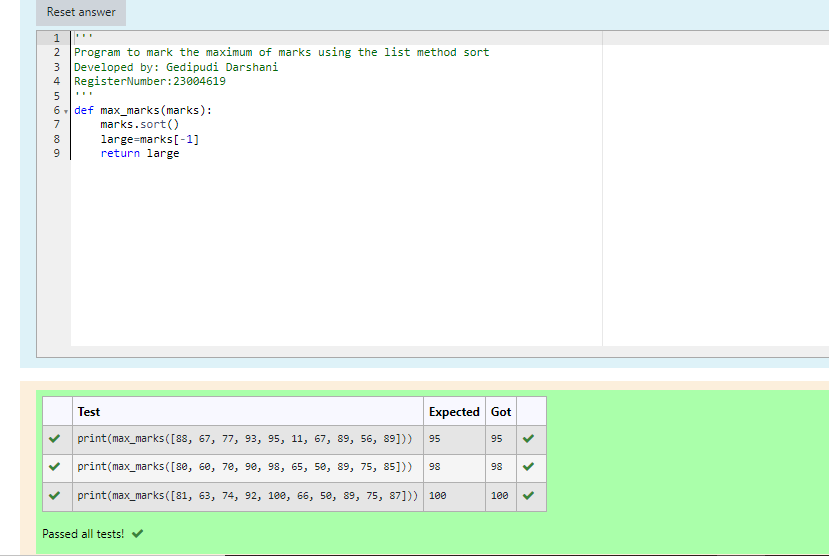 Reset answer
1 '''
2 Program to mark the maximum of marks using the list method sort
3 Developed by: Gedipudi Darshani
4 RegisterNumber:23004619
5 '''
6 def max_marks(marks):
7     marks.sort()
8     large=marks[-1]
9     return large
Test Expected Got
print(max_marks([88, 67, 77, 93, 95, 11, 67, 89, 56, 89])) 95 95
print(max_marks([80, 60, 70, 90, 98, 65, 50, 89, 75, 85])) 98 98
print(max_marks([81, 63, 74, 92, 100, 66, 50, 89, 75, 87])) 100 100
Passed all tests!